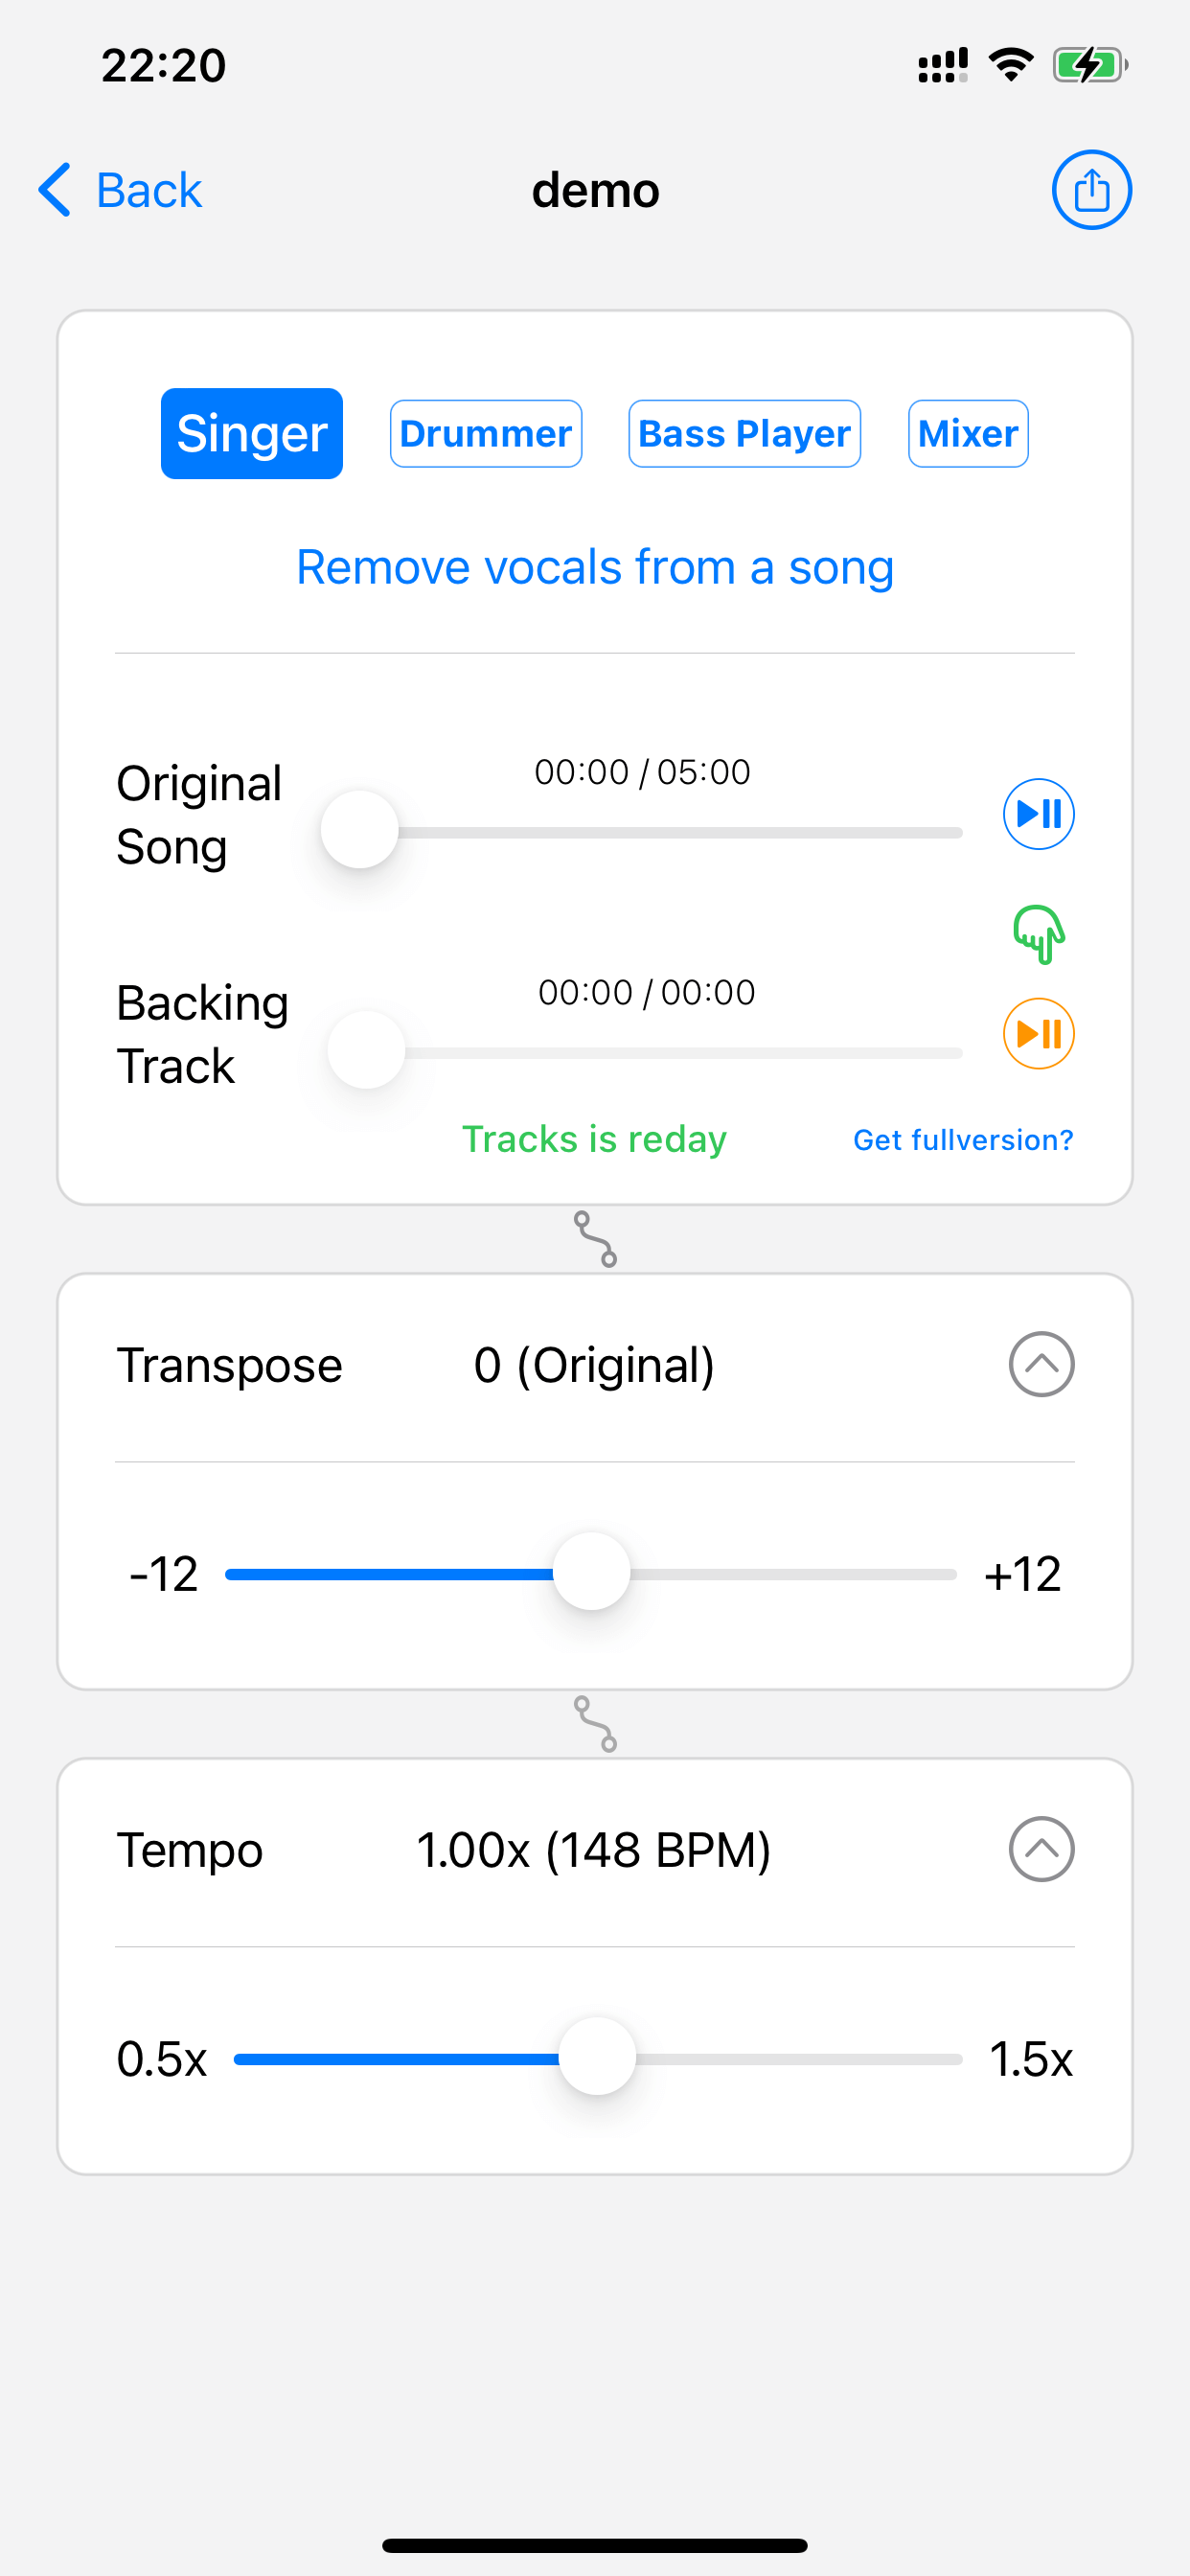 22:20
Back
demo
Singer
Drummer
Bass Player
Mixer
Remove vocals from a song
Original
Song
00:00 / 05:00
Backing
Track
00:00 / 00:00
Tracks is reday
Get fullversion?
Transpose
0 (Original)
-12
+12
Tempo
1.00x (148 BPM)
0.5x
1.5x